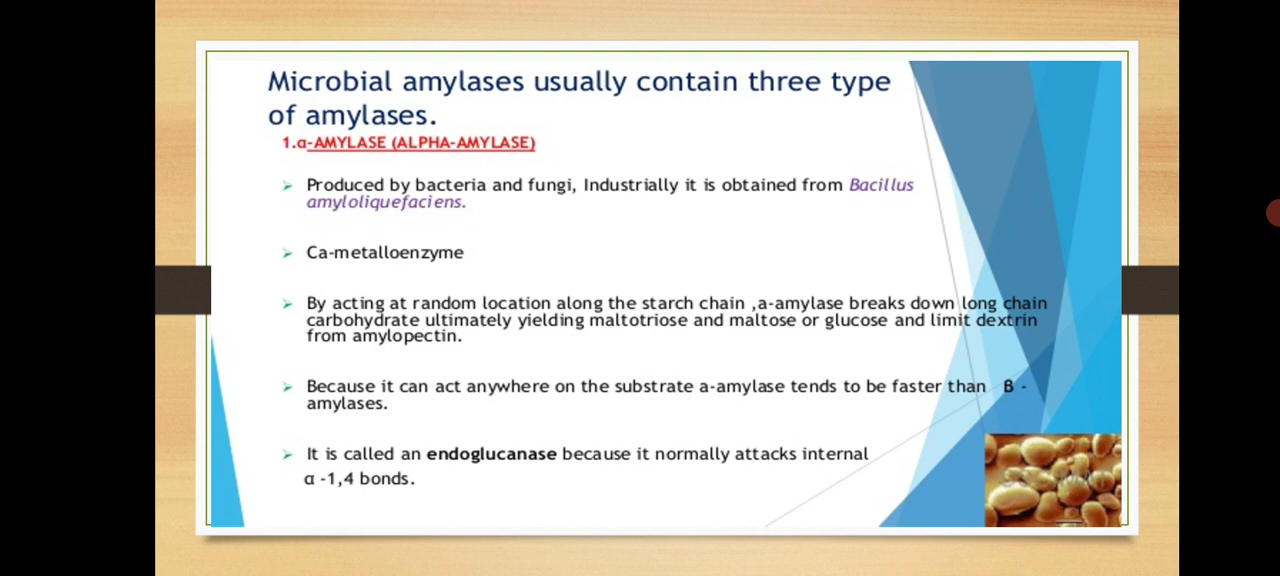 Microbial amylases usually contain three type
of amylases.
1.α-AMYLASE (ALPHA-AMYLASE)
Produced by bacteria and fungi, Industrially it is obtained from Bacillus
amyloliquefaciens.
Ca-metalloenzyme
By acting at random location along the starch chain ,a-amylase breaks down long chain
carbohydrate ultimately yielding maltotriose and maltose or glucose and limit dextrin
from amylopectin.
Because it can act anywhere on the substrate a-amylase tends to be faster than β -
amylases.
It is called an endoglucanase because it normally attacks internal
α -1,4 bonds.